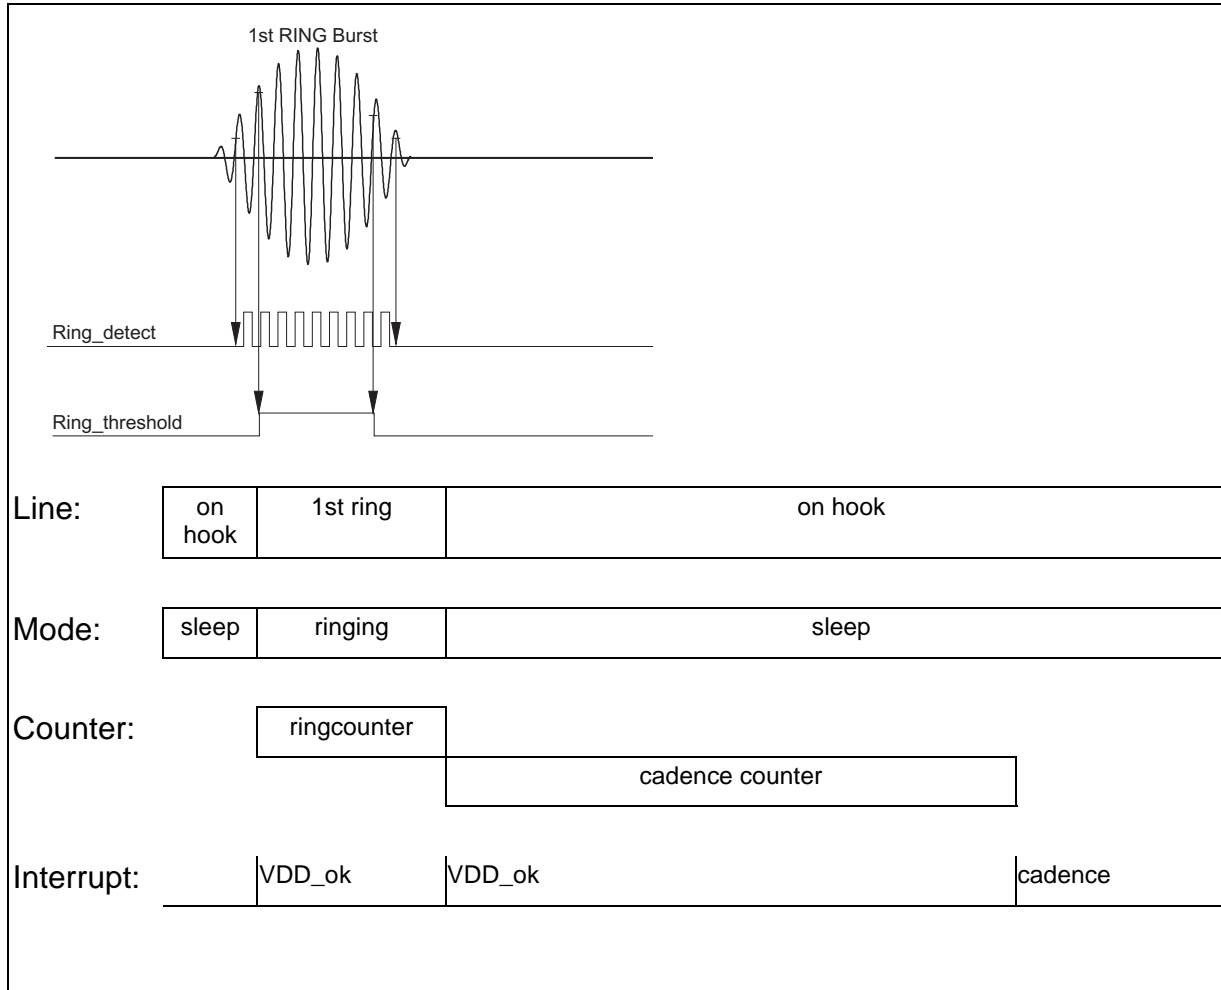 1st RING Burst
Ring_detect
Ring_threshold
Line:
on
hook
1st ring
on hook
Mode:
sleep
ringing
sleep
Counter:
ringcounter
cadence counter
Interrupt:
VDD_ok
VDD_ok
cadence